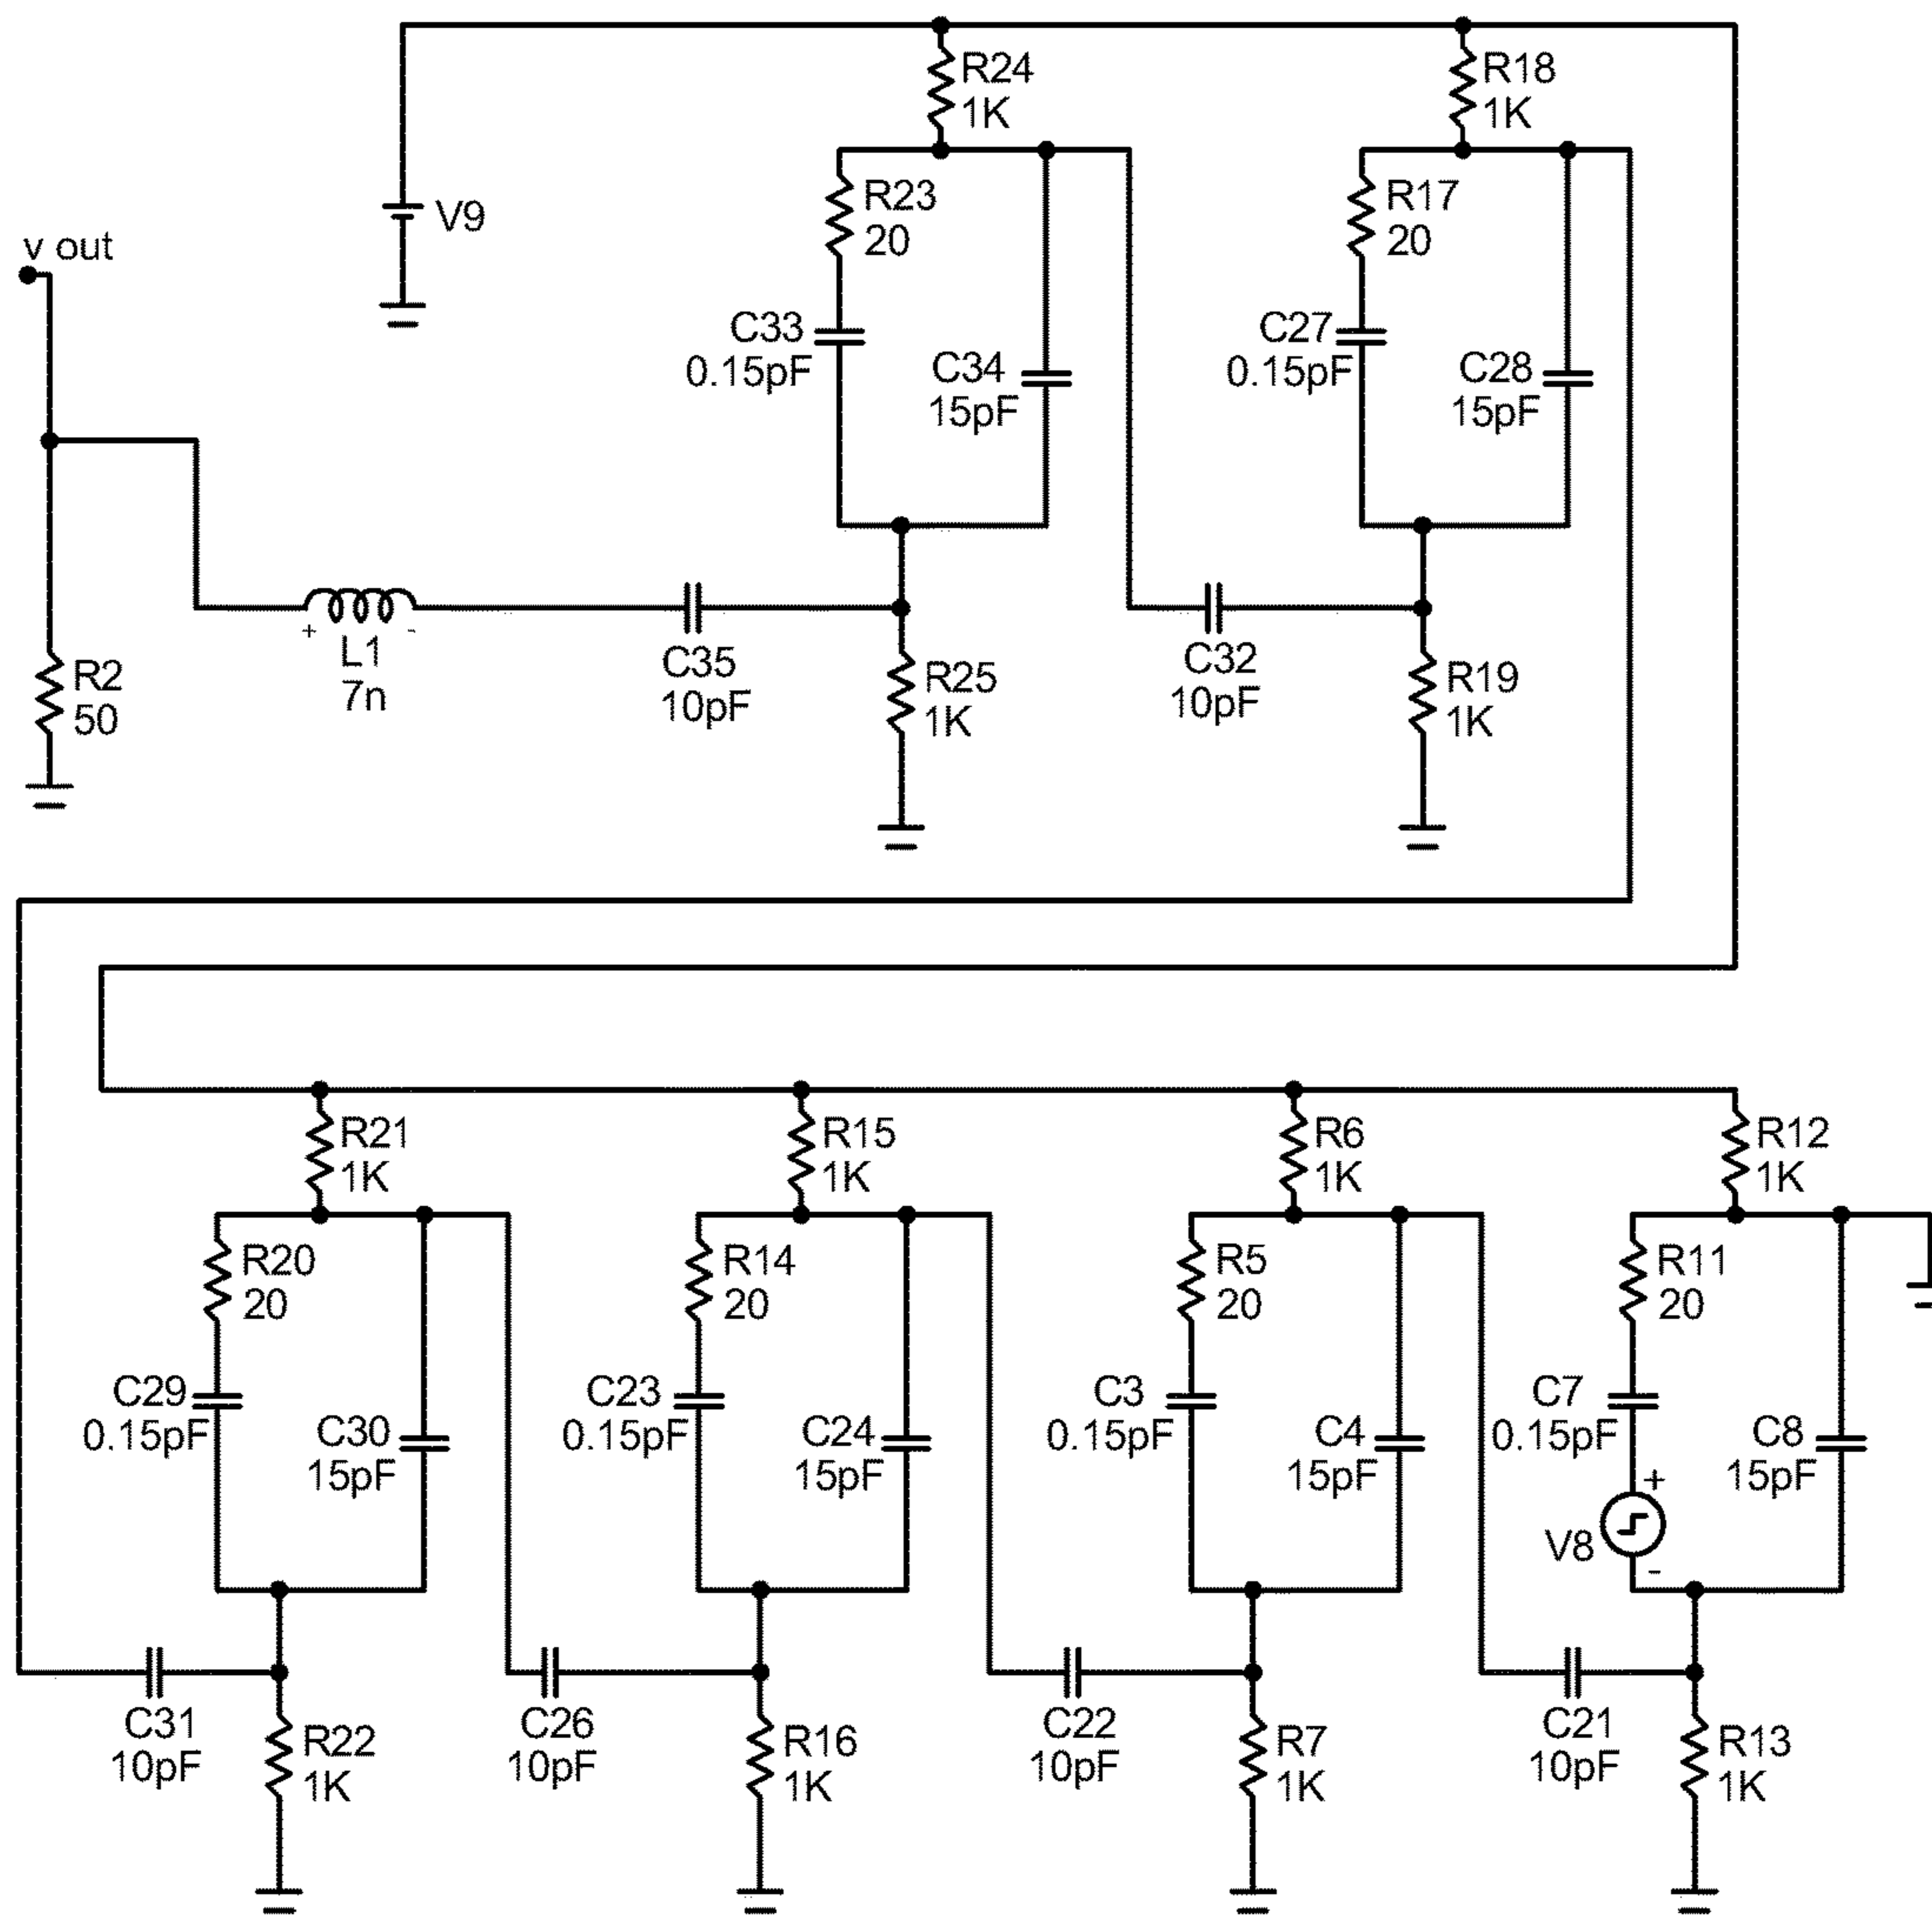 R24
1K
R18
1K
R23
20
R17
20
V9
v out
C33
0.15pF
C34
15pF
C27
0.15pF
C28
15pF
+ -
L1
7n
C35
10pF
R25
1K
C32
10pF
R19
1K
R2
50
R21
1K
R15
1K
R6
1K
R12
1K
R20
20
R14
20
R5
20
R11
20
C29
0.15pF
C30
15pF
C23
0.15pF
C24
15pF
C3
0.15pF
C4
15pF
C7
0.15pF
C8
15pF
+
V8
-
C31
10pF
R22
1K
C26
10pF
R16
1K
C22
10pF
R7
1K
C21
10pF
R13
1K